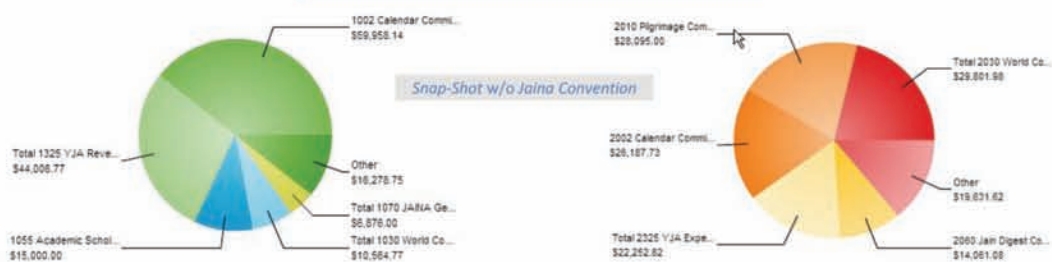 1002 Calendar Commi...
$59,958.14
Total 1325 YJA Reve...
$44,006.77
1055 Academic Schol...
$15,000.00
Total 1030 World Co...
$10,564.77
Total 1070 JAINA Ge...
$6,876.00
Other
$16,278.75
Snap-Shot w/o Jaina Convention
2010 Pilgrimage Com...
$28,095.00
Total 2030 World Co...
$29,801.98
2002 Calendar Commi...
$26,187.73
Other
$19,631.62
Total 2325 YJA Expe...
$22,252.82
2060 Jain Digest Co...
$14,061.08